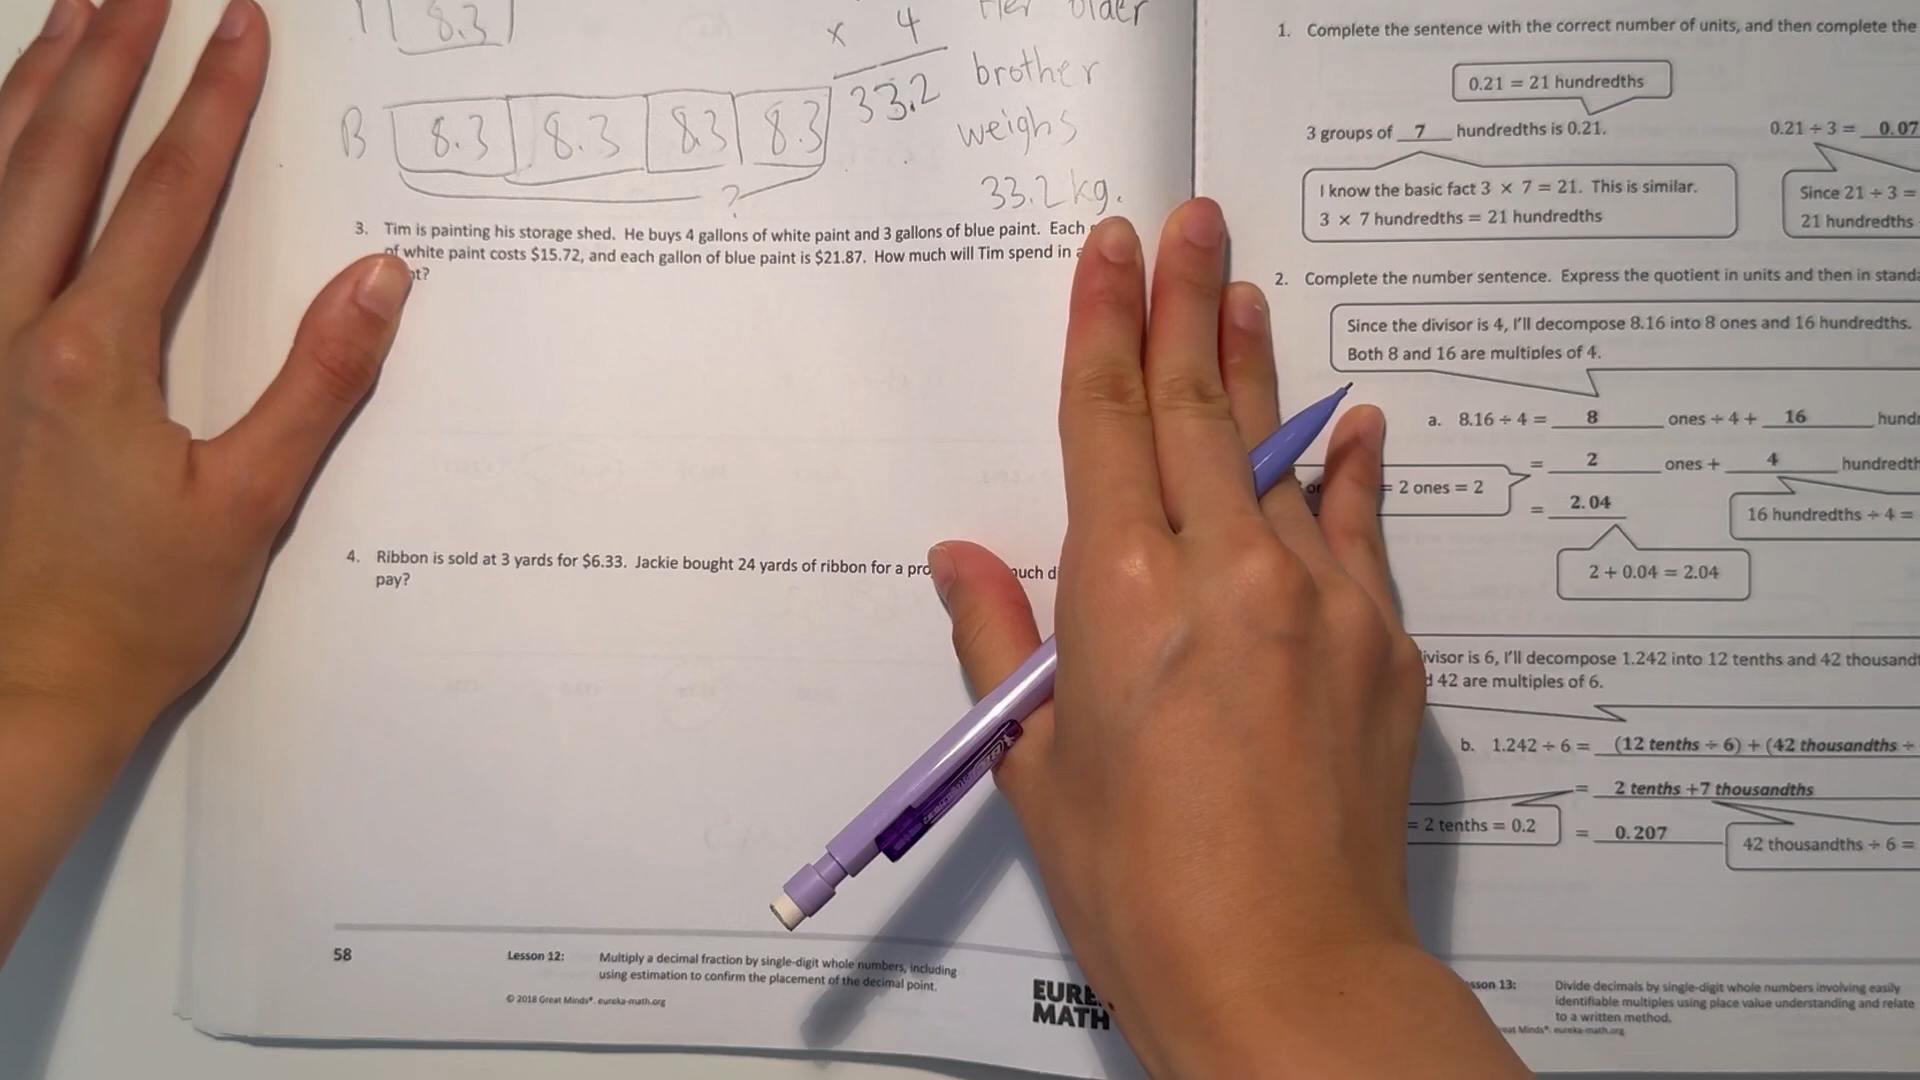 8.3
x 4
33.2
Her older
brother
weighs
33.2 kg.
B 8.3 8.3 8.3 8.3
?
3. Tim is painting his storage shed. He buys 4 gallons of white paint and 3 gallons of blue paint. Each
of white paint costs $15.72, and each gallon of blue paint is $21.87. How much will Tim spend in
4. Ribbon is sold at 3 yards for $6.33. Jackie bought 24 yards of ribbon for a
pay?
58
Lesson 12: Multiply a decimal fraction by single-digit whole numbers, including
using estimation to confirm the placement of the decimal point.
© 2018 Great Minds®. eureka-math.org
EURE
MATH
1. Complete the sentence with the correct number of units, and then complete the
0.21 = 21 hundredths
3 groups of 7 hundredths is 0.21.
0.21 ÷ 3 = 0.07
I know the basic fact 3 × 7 = 21. This is similar.
3 × 7 hundredths = 21 hundredths
Since 21 ÷ 3 =
21 hundredths
2. Complete the number sentence. Express the quotient in units and then in
Since the divisor is 4, I'll decompose 8.16 into 8 ones and 16 hundredths.
Both 8 and 16 are multiples of 4.
a. 8.16 ÷ 4 = 8 ones ÷ 4 + 16
= 2 ones + 4
= 2 ones = 2
= 2.04
16 hundredths ÷ 4 =
2 + 0.04 = 2.04
is 6, I'll decompose 1.242 into 12 tenths and 42
42 are multiples of 6.
b. 1.242 ÷ 6 = (12 tenths ÷ 6) + (42 thousandths ÷
= 2 tenths +7 thousandths
= 2 tenths = 0.2
= 0.207
42 thousandths ÷ 6 =
13: Divide decimals by single-digit whole numbers involving easily
identifiable multiples using place value understanding and relate
to a written method.
Minds®. eureka-math.org